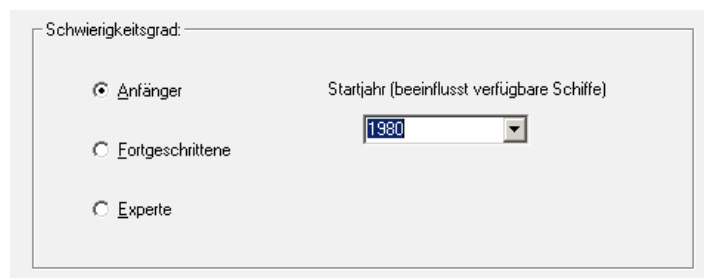 Schwierigkeitsgrad:
Anfänger
Startjahr (beeinflusst verfügbare Schiffe)
1980
Fortgeschrittene
Experte